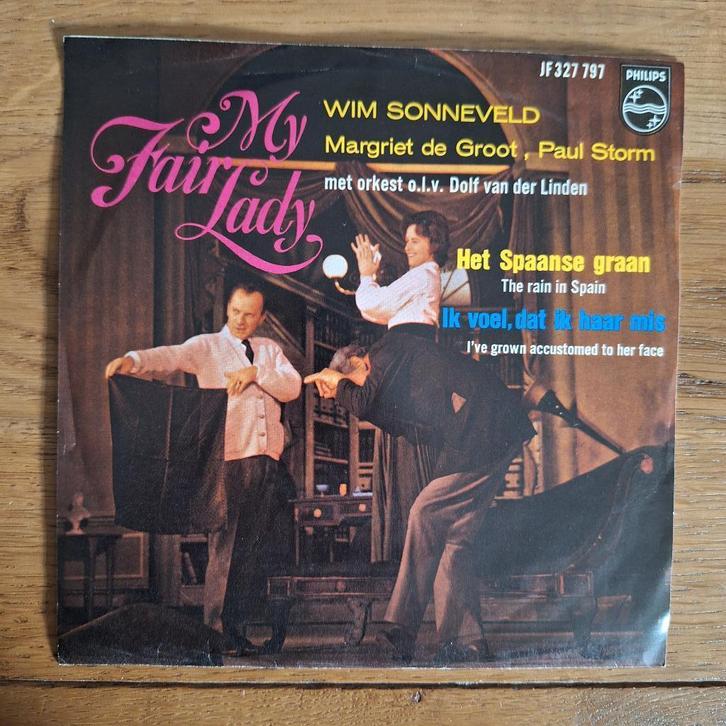 JF 327 797
PHILIPS
My
Fair
Lady
WIM SONNEVELD
Margriet de Groot, Paul Storm
met orkest o.l.v. Dolf van der Linden
Het Spaanse graan
The rain in Spain
Ik voel, dat ik haar mis
I've grown accustomed to her face